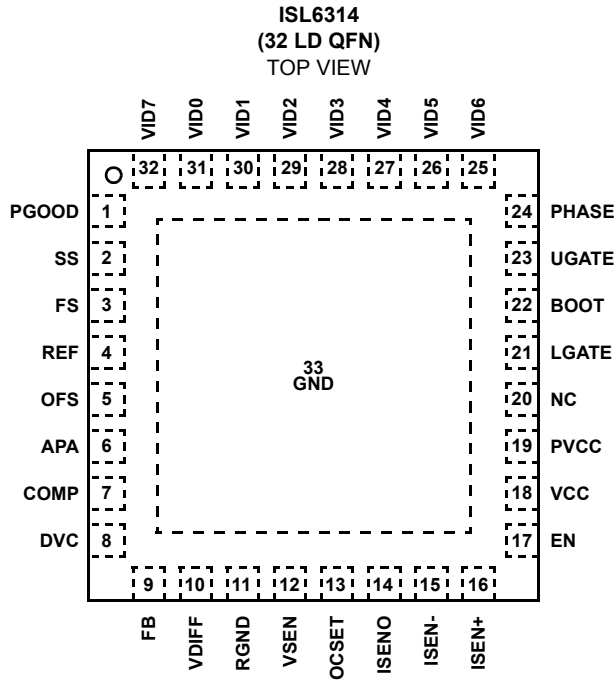 ISL6314
(32 LD QFN)
TOP VIEW
VID7 VID0 VID1 VID2 VID3 VID4 VID5 VID6
32 31 30 29 28 27 26 25
PGOOD 1 24 PHASE
SS 2 23 UGATE
FS 3 22 BOOT
REF 4 21 LGATE
33
GND
OFS 5 20 NC
APA 6 19 PVCC
COMP 7 18 VCC
DVC 8 17 EN
9 10 11 12 13 14 15 16
FB VDIFF RGND VSEN OCSET ISENO ISEN- ISEN+